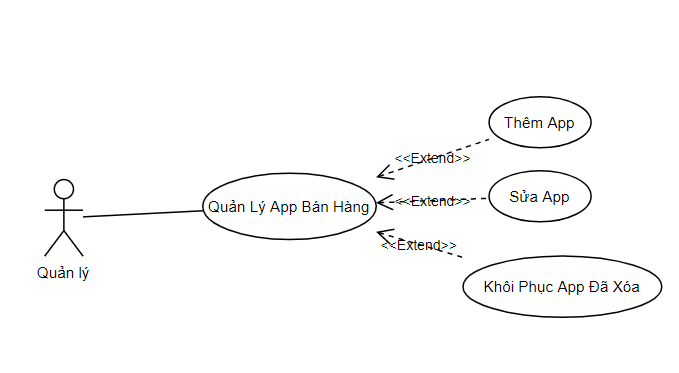 Thêm App
<<Extend>>
Sửa App
<<Extend>>
Quản Lý App Bán Hàng
<<Extend>>
Quản lý
Khôi Phục App Đã Xóa